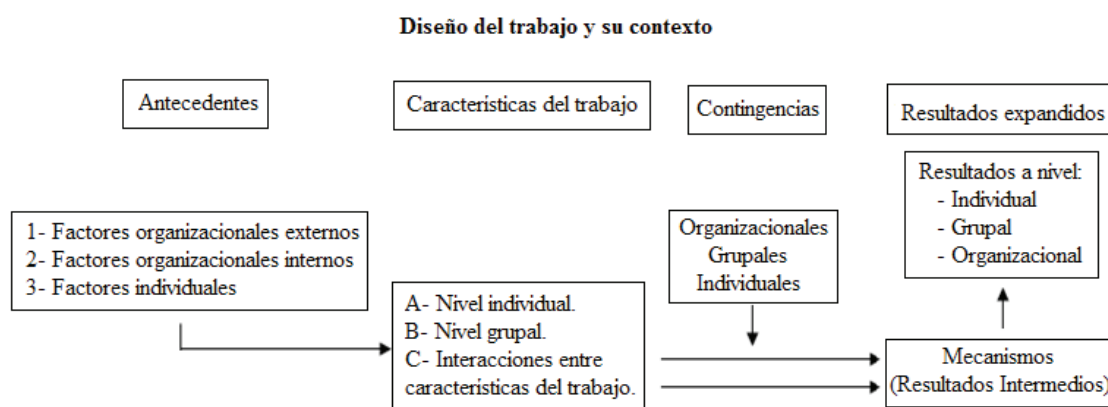 Diseño del trabajo y su contexto
Antecedentes
Características del trabajo
Contingencias
Resultados expandidos
1- Factores organizacionales externos
2- Factores organizacionales internos
3- Factores individuales
A- Nivel individual.
B- Nivel grupal.
C- Interacciones entre
características del trabajo.
Organizacionales
Grupales
Individuales
Resultados a nivel:
- Individual
- Grupal
- Organizacional
Mecanismos
(Resultados Intermedios)